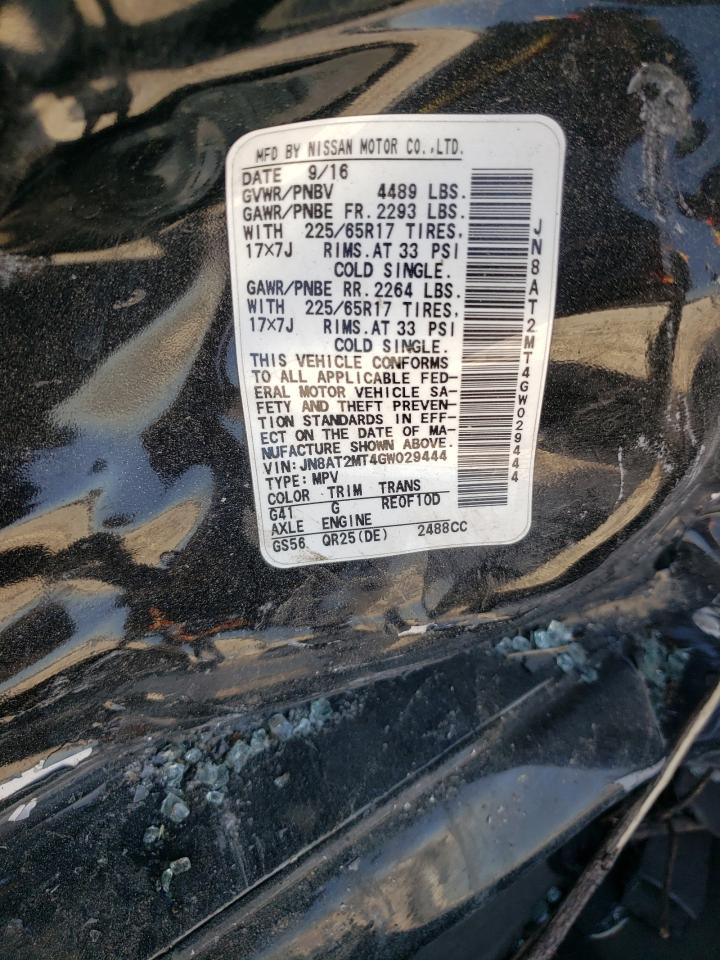 MFD BY NISSAN MOTOR CO.,LTD.
DATE 9/16
GVWR/PNBV 4489 LBS.
GAWR/PNBE FR.2293 LBS.
WITH 225/65R17 TIRES.
17×7J RIMS.AT 33 PSI
COLD SINGLE.
GAWR/PNBE RR.2264 LBS.
WITH 225/65R17 TIRES.
17×7J RIMS.AT 33 PSI
COLD SINGLE.
THIS VEHICLE CONFORMS
TO ALL APPLICABLE FED-
ERAL MOTOR VEHICLE SA-
FETY AND THEFT PREVEN-
TION STANDARDS IN EFF-
ECT ON THE DATE OF MA-
NUFACTURE SHOWN ABOVE.
VIN: JN8AT2MT4GW029444
TYPE: MPV
COLOR TRIM TRANS
G41 G RE0F10D
AXLE ENGINE
GS56 QR25(DE) 2488CC
JN8AT2MT4GW029444